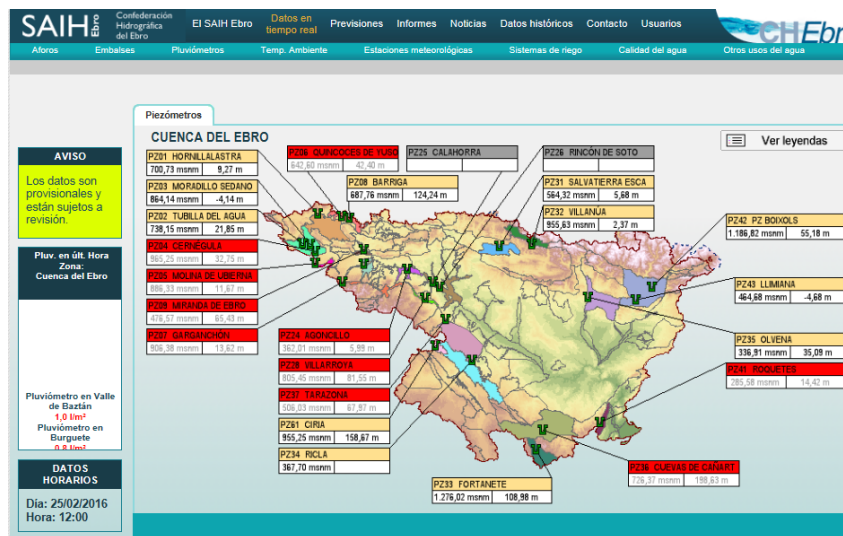 SAIH Ebro
Confederación
Hidrográfica
del Ebro
El SAIH Ebro
Datos en
tiempo real
Previsiones
Informes
Noticias
Datos históricos
Contacto
Usuarios
CHEbro
Aforos
Embalses
Pluviómetros
Temp. Ambiente
Estaciones meteorológicas
Sistemas de riego
Calidad del agua
Otros usos del agua
Piezómetros
CUENCA DEL EBRO
Ver leyendas
AVISO
Los datos son
provisionales y
están sujetos a
revisión.
Pluv. en últ. Hora
Zona:
Cuenca del Ebro
Pluviómetro en Valle
de Baztán
1,0 l/m²
Pluviómetro en
Burguete
0,8 l/m²
DATOS
HORARIOS
Día: 25/02/2016
Hora: 12:00
PZ01 HORNILLALASTRA
700,73 msnm 9,27 m
PZ03 MORADILLO SEDANO
864,14 msnm -4,14 m
PZ02 TUBILLA DEL AGUA
738,15 msnm 21,85 m
PZ04 CERNÉGULA
965,25 msnm 32,75 m
PZ05 MOLINA DE UBIERNA
886,33 msnm 11,67 m
PZ09 MIRANDA DE EBRO
476,57 msnm 65,43 m
PZ07 GARGANCHÓN
906,38 msnm 13,62 m
PZ06 QUINCOCES DE YUSO
642,60 msnm 42,40 m
PZ08 BARRIGA
687,76 msnm 124,24 m
PZ25 CALAHORRA
PZ26 RINCÓN DE SOTO
PZ31 SALVATIERRA ESCA
564,32 msnm 5,68 m
PZ32 VILLANÚA
955,63 msnm 2,37 m
PZ42 PZ BOIXOLS
1.186,82 msnm 55,18 m
PZ43 LLIMIANA
464,68 msnm -4,68 m
PZ35 OLVENA
336,91 msnm 35,09 m
PZ41 ROQUETES
285,58 msnm 14,42 m
PZ24 AGONCILLO
362,01 msnm 5,99 m
PZ28 VILLARROYA
805,45 msnm 81,55 m
PZ37 TARAZONA
506,03 msnm 67,97 m
PZ61 CIRIA
955,25 msnm 158,67 m
PZ34 RICLA
367,70 msnm
PZ33 FORTANETE
1.276,02 msnm 108,98 m
CUEVAS DE CAÑART
726,37 msnm 198,63 m